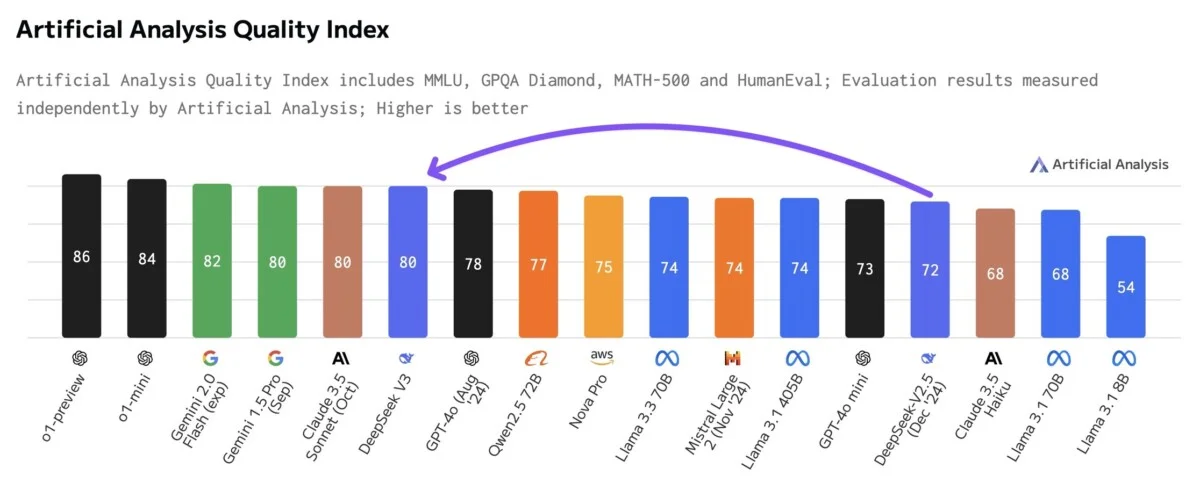 Artificial Analysis Quality Index
Artificial Analysis Quality Index includes MMLU, GPQA Diamond, MATH-500 and HumanEval; Evaluation results measured
independently by Artificial Analysis; Higher is better
Artificial Analysis
86
84
82
80
80
80
78
77
75
74
74
74
73
72
68
68
54
aws
o1-preview
o1-mini
Gemini 2.0
Flash (exp)
Gemini 1.5 Pro
(Sep)
Claude 3.5
Sonnet (Oct)
DeepSeek V3
GPT-4o (Aug
'24)
Qwen2.5 72B
Nova Pro
Llama 3.3 70B
Mistral Large
2 (Nov '24)
Llama 3.1 405B
GPT-4o mini
DeepSeek-V2.5
(Dec '24)
Claude 3.5
Haiku
Llama 3.1 70B
Llama 3.1 8B